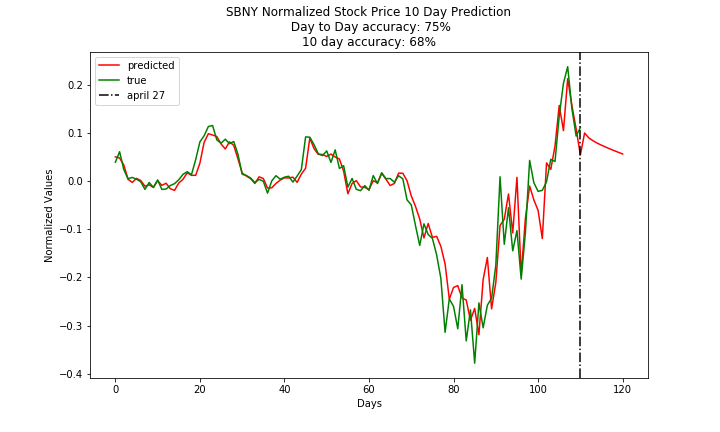 SBNY Normalized Stock Price 10 Day Prediction
Day to Day accuracy: 75%
10 day accuracy: 68%
predicted
true
april 27
Normalized Values
0.2
0.1
0.0
−0.1
−0.2
−0.3
−0.4
0 20 40 60 80 100 120
Days